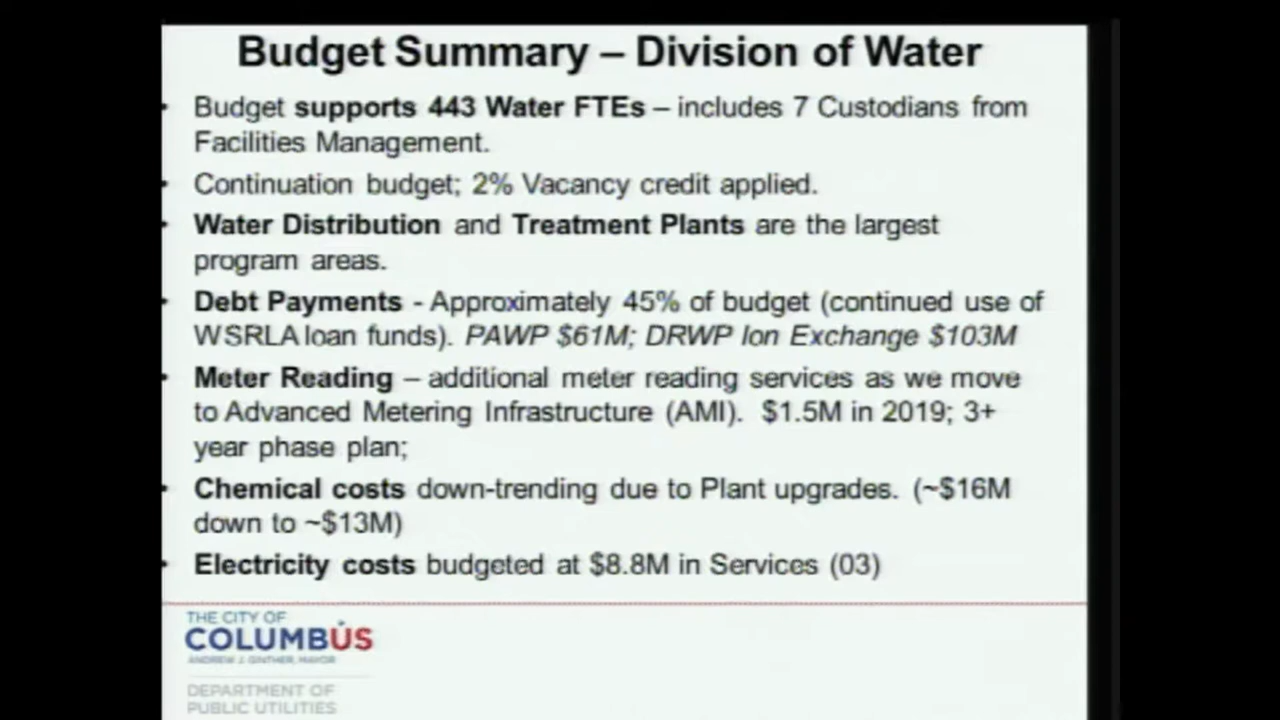 Budget Summary – Division of Water
• Budget supports 443 Water FTEs – includes 7 Custodians from
Facilities Management.
• Continuation budget; 2% Vacancy credit applied.
• Water Distribution and Treatment Plants are the largest
program areas.
• Debt Payments - Approximately 45% of budget (continued use of
WSRLA loan funds). PAWP $61M; DRWP Ion Exchange $103M
• Meter Reading – additional meter reading services as we move
to Advanced Metering Infrastructure (AMI). $1.5M in 2019; 3+
year phase plan;
• Chemical costs down-trending due to Plant upgrades. (~$16M
down to ~$13M)
• Electricity costs budgeted at $8.8M in Services (03)
THE CITY OF
COLUMBUS
ANDREW J. GINTHER, MAYOR
DEPARTMENT OF
PUBLIC UTILITIES